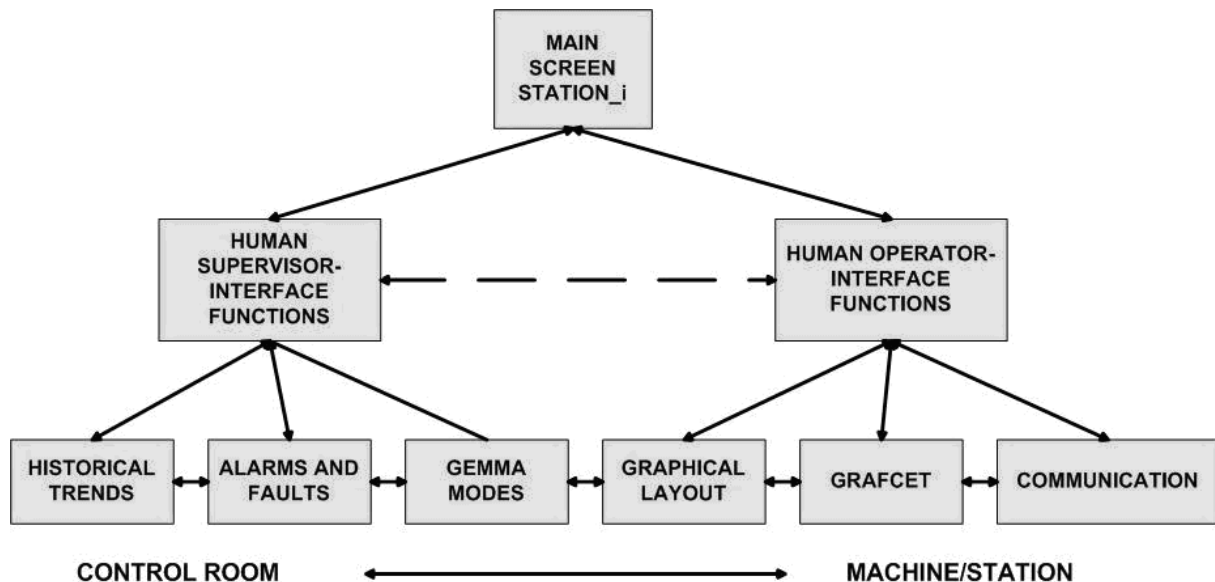 MAIN
SCREEN
STATION_i
HUMAN
SUPERVISOR-
INTERFACE
FUNCTIONS
HUMAN OPERATOR-
INTERFACE
FUNCTIONS
HISTORICAL
TRENDS
ALARMS AND
FAULTS
GEMMA
MODES
GRAPHICAL
LAYOUT
GRAFCET
COMMUNICATION
CONTROL ROOM
MACHINE/STATION